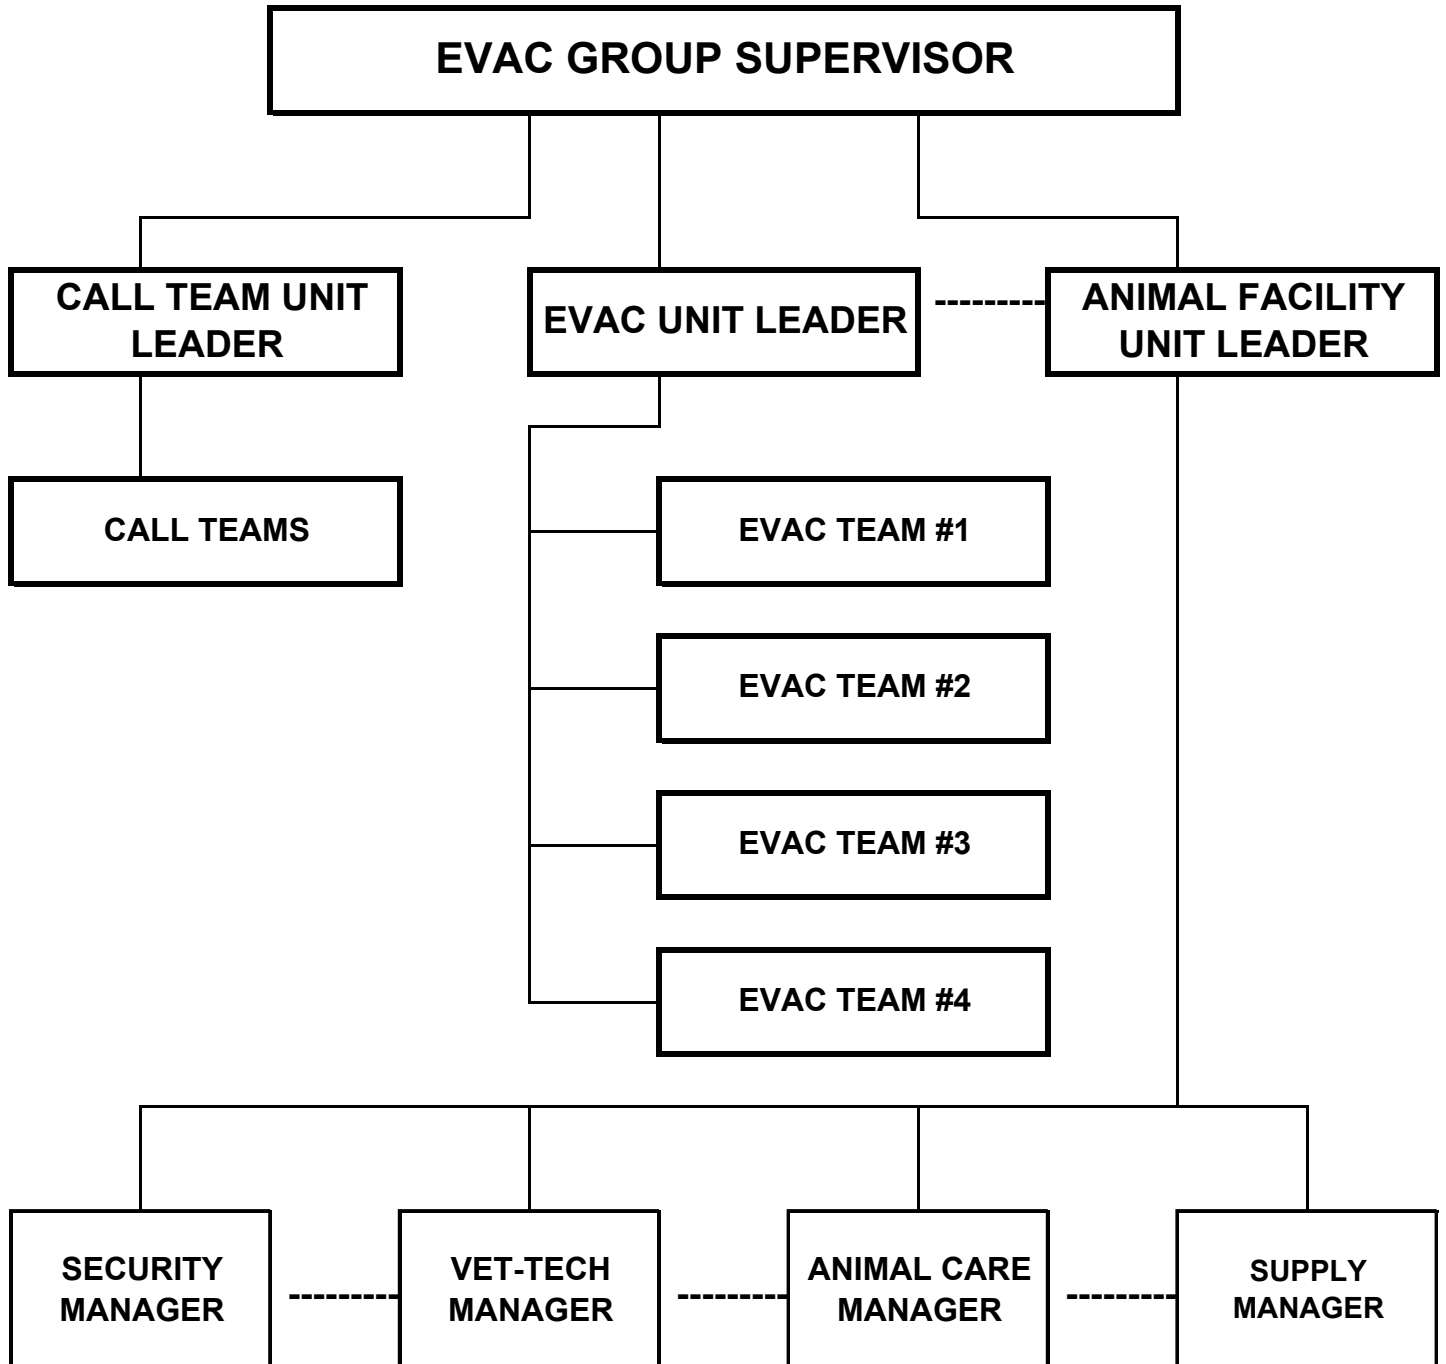 EVAC GROUP SUPERVISOR
CALL TEAM UNIT
LEADER
EVAC UNIT LEADER
---------
ANIMAL FACILITY
UNIT LEADER
CALL TEAMS
EVAC TEAM #1
EVAC TEAM #2
EVAC TEAM #3
EVAC TEAM #4
SECURITY
MANAGER
---------
VET-TECH
MANAGER
---------
ANIMAL CARE
MANAGER
---------
SUPPLY
MANAGER